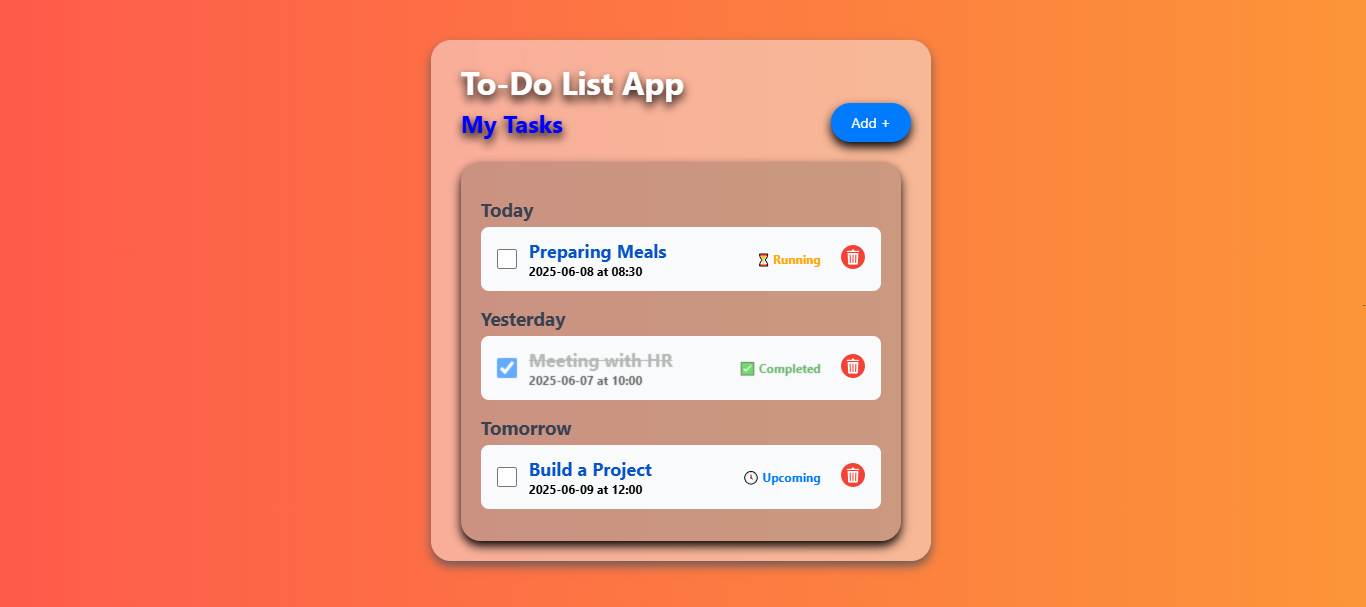 To-Do List App
My Tasks
Add +
Today
Preparing Meals
2025-06-08 at 08:30
⏳ Running
Yesterday
Meeting with HR
2025-06-07 at 10:00
✅ Completed
Tomorrow
Build a Project
2025-06-09 at 12:00
🕒 Upcoming